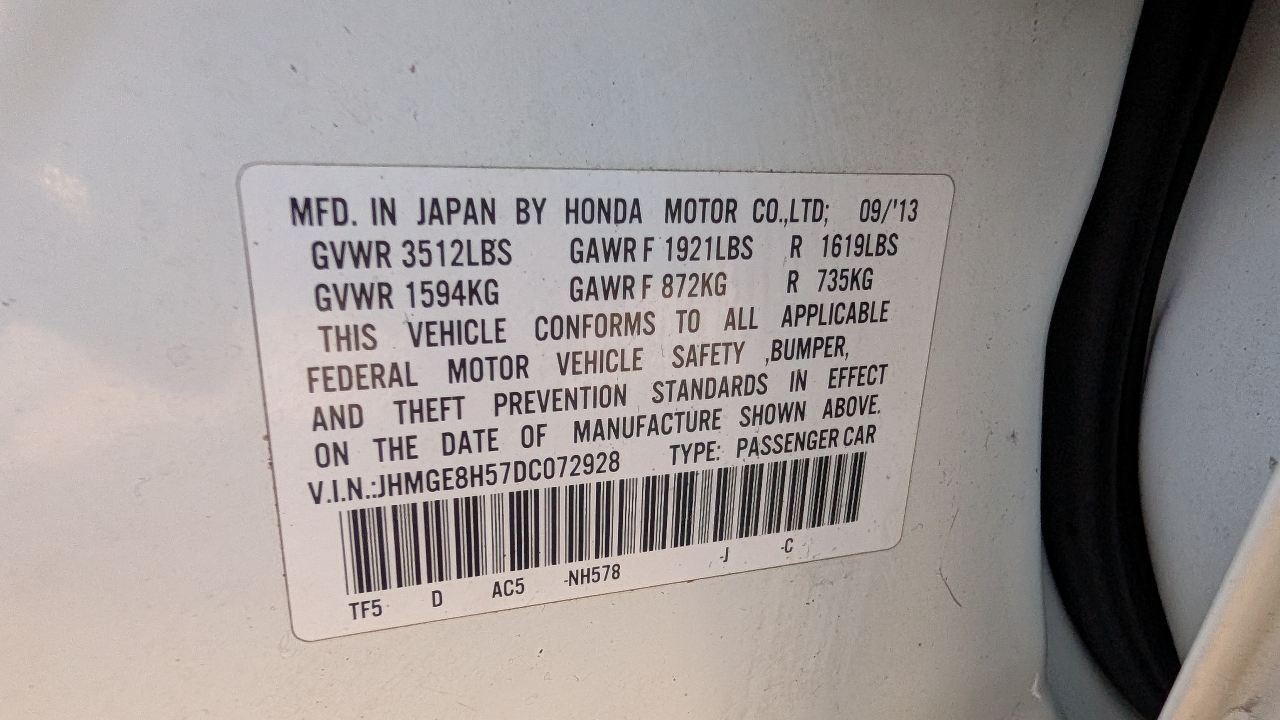 MFD. IN JAPAN BY HONDA MOTOR CO.,LTD; 09/'13
GVWR 3512LBS GAWR F 1921LBS R 1619LBS
GVWR 1594KG GAWR F 872KG R 735KG
THIS VEHICLE CONFORMS TO ALL APPLICABLE
FEDERAL MOTOR VEHICLE SAFETY ,BUMPER,
AND THEFT PREVENTION STANDARDS IN EFFECT
ON THE DATE OF MANUFACTURE SHOWN ABOVE.
V.I.N.:JHMGE8H57DC072928 TYPE: PASSENGER CAR
TF5 D AC5 -NH578 -J -C